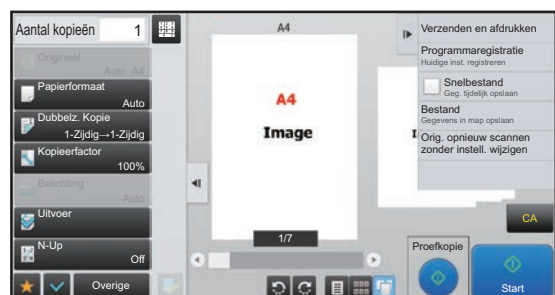 Aantal kopieën 1
Origineel
Auto A4
Papierformaat
Auto
Dubbelz. Kopie
1-Zijdig→1-Zijdig
Kopieerfactor
100%
Belichting
Auto
Uitvoer
N-Up
Off
Overige
A4
A4
Image
1/7
Verzenden en afdrukken
Programmaregistratie
Huidige inst. registreren
Snelbestand
Geg. tijdelijk opslaan
Bestand
Gegevens in map opslaan
Orig. opnieuw scannen
zonder instell. wijzigen
CA
Proefkopie
Start